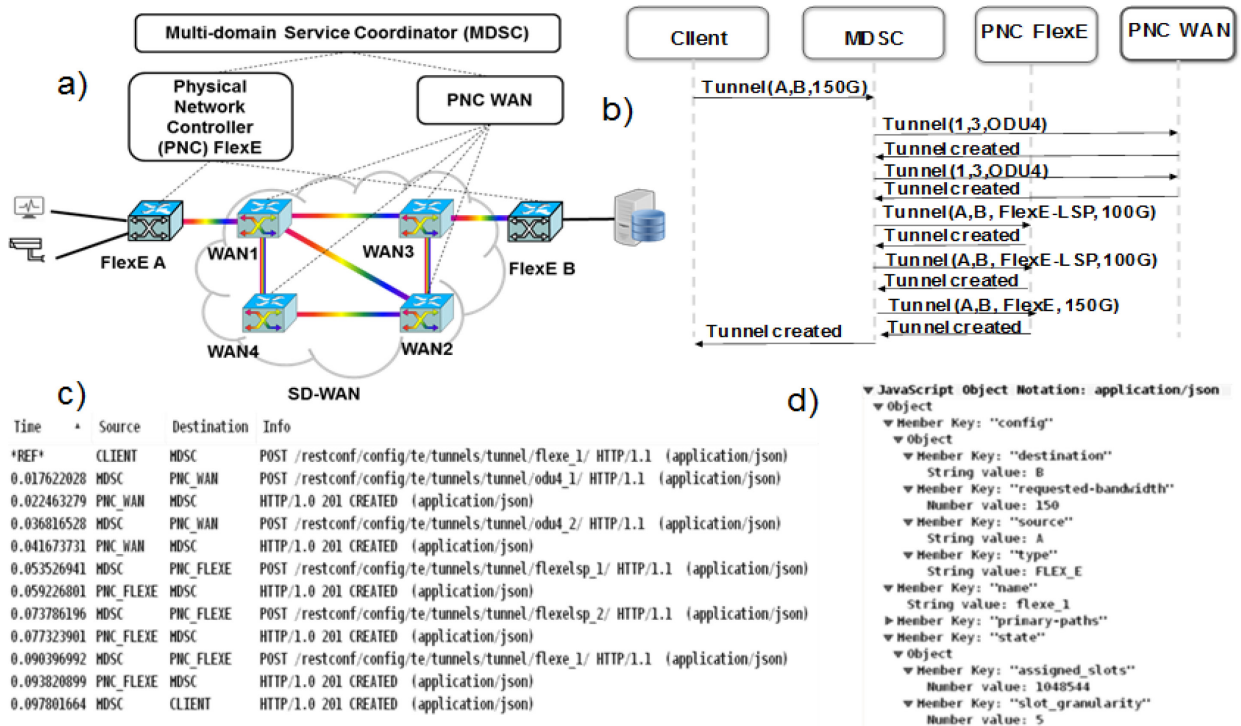 a)
Multi-domain Service Coordinator (MDSC)
Physical
Network
Controller
(PNC) FlexE
PNC WAN
FlexE A
WAN1
WAN3
FlexE B
WAN4
WAN2
SD-WAN
b)
Client
MDSC
PNC FlexE
PNC WAN
Tunnel(A,B,150G)
Tunnel(1,3,ODU4)
Tunnel created
Tunnel(1,3,ODU4)
Tunnel created
Tunnel(A,B, FlexE-LSP,100G)
Tunnel created
Tunnel(A,B, FlexE-LSP,100G)
Tunnel created
Tunnel(A,B, FlexE, 150G)
Tunnel created
Tunnel created
c)
Time Source Destination Info
*REF* CLIENT MDSC POST /restconf/config/te/tunnels/tunnel/flexe_1/ HTTP/1.1 (application/json)
0.017622028 MDSC PNC_WAN POST /restconf/config/te/tunnels/tunnel/odu4_1/ HTTP/1.1 (application/json)
0.022463279 PNC_WAN MDSC HTTP/1.0 201 CREATED (application/json)
0.036816528 MDSC PNC_WAN POST /restconf/config/te/tunnels/tunnel/odu4_2/ HTTP/1.1 (application/json)
0.041673731 PNC_WAN MDSC HTTP/1.0 201 CREATED (application/json)
0.053526941 MDSC PNC_FLEXE POST /restconf/config/te/tunnels/tunnel/flexelsp_1/ HTTP/1.1 (application/json)
0.059226801 PNC_FLEXE MDSC HTTP/1.0 201 CREATED (application/json)
0.073786196 MDSC PNC_FLEXE POST /restconf/config/te/tunnels/tunnel/flexelsp_2/ HTTP/1.1 (application/json)
0.077323901 PNC_FLEXE MDSC HTTP/1.0 201 CREATED (application/json)
0.090396992 MDSC PNC_FLEXE POST /restconf/config/te/tunnels/tunnel/flexe_1/ HTTP/1.1 (application/json)
0.093820899 PNC_FLEXE MDSC HTTP/1.0 201 CREATED (application/json)
0.097801664 MDSC CLIENT HTTP/1.0 201 CREATED (application/json)
d)
JavaScript Object Notation: application/json
Object
Member Key: "config"
Object
Member Key: "destination"
String value: B
Member Key: "requested-bandwidth"
Number value: 150
Member Key: "source"
String value: A
Member Key: "type"
String value: FLEX_E
Member Key: "name"
String value: flexe_1
Member Key: "primary-paths"
Member Key: "state"
Object
Member Key: "assigned_slots"
Number value: 1048544
Member Key: "slot_granularity"
Number value: 5